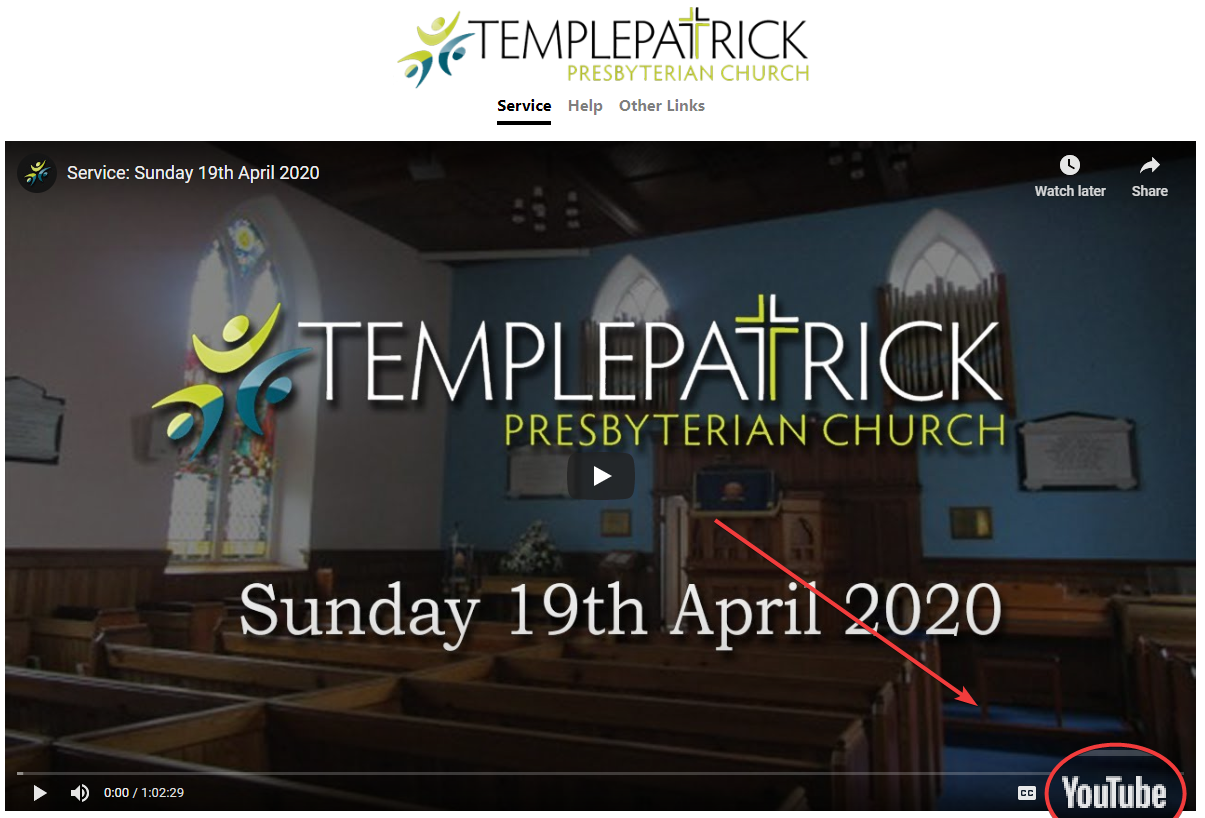 TEMPLEPATRICK
PRESBYTERIAN CHURCH
Service Help Other Links
Service: Sunday 19th April 2020
Watch later Share
TEMPLEPATRICK
PRESBYTERIAN CHURCH
Sunday 19th April 2020
0:00 / 1:02:29 CC YouTube